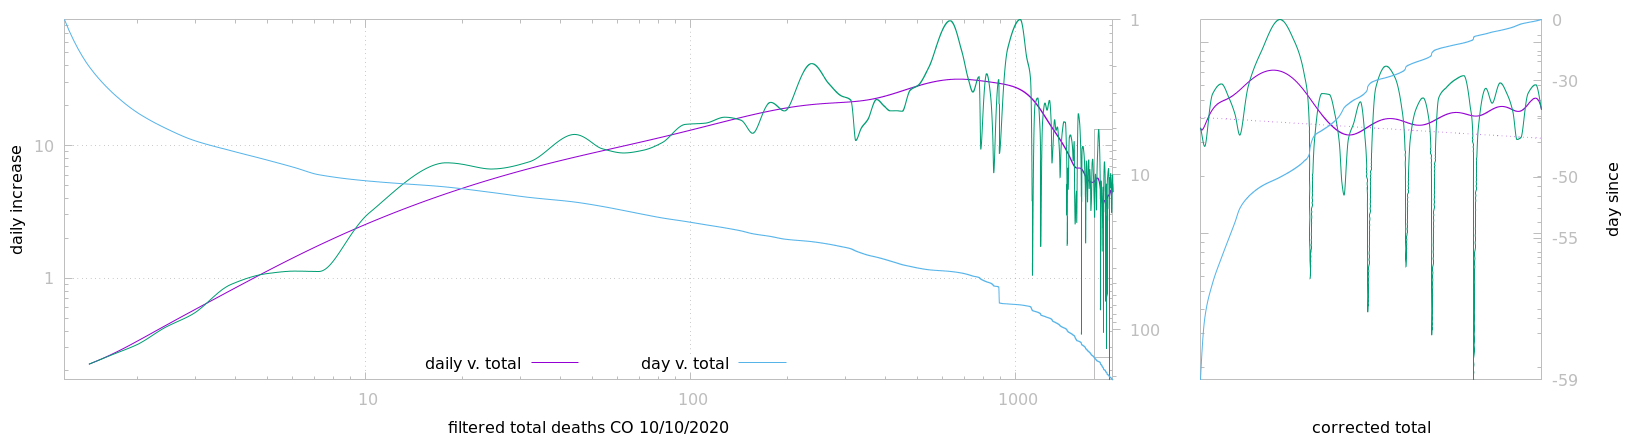 daily increase
10
1
daily v. total
day v. total
10
100
1000
1
10
100
filtered total deaths CO 10/10/2020
0
-30
-50
-55
-59
day since
corrected total